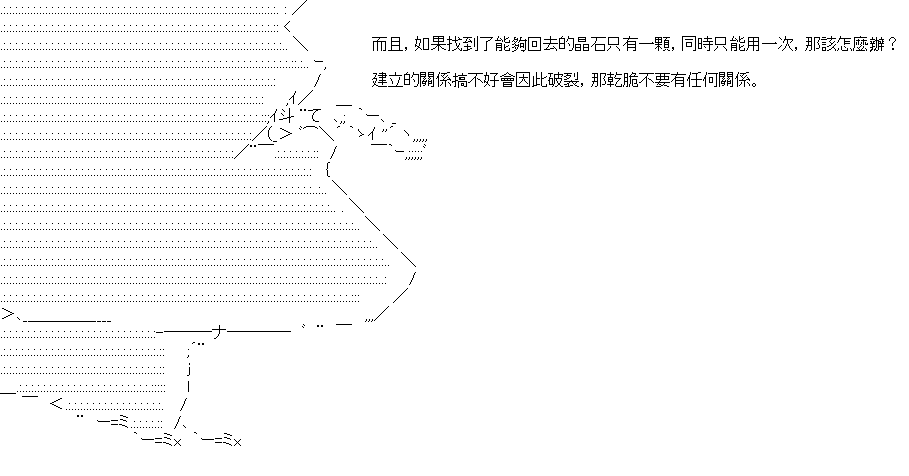 而且，如果找到了能夠回去的晶石只有一顆，同時只能用一次，那該怎麼辦？
建立的關係搞不好會因此破裂，那乾脆不要有任何關係。